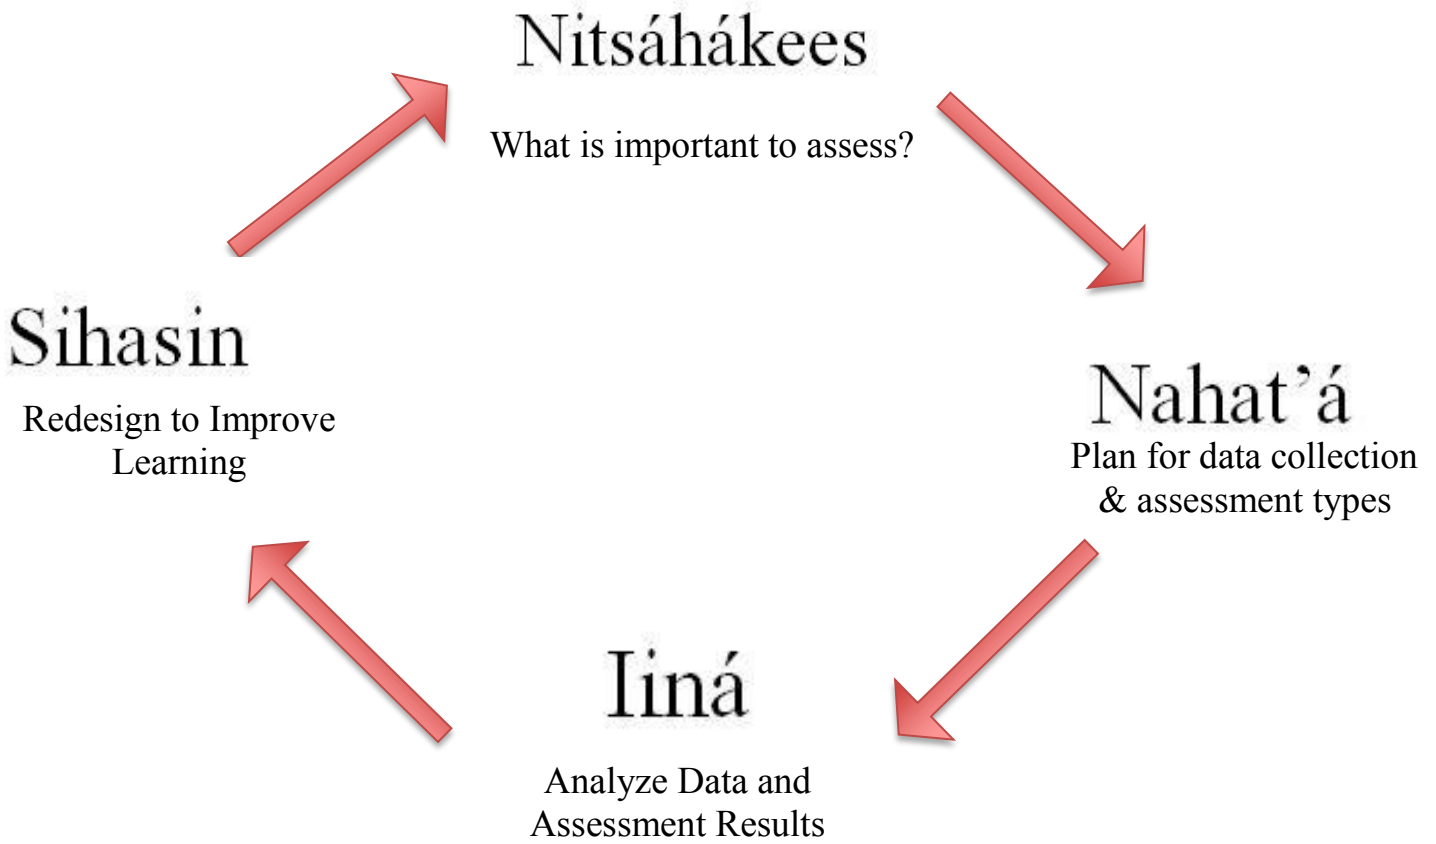 Nitsáhákees
What is important to assess?
Nahat’á
Plan for data collection
& assessment types
Iiná
Analyze Data and
Assessment Results
Sihasin
Redesign to Improve
Learning